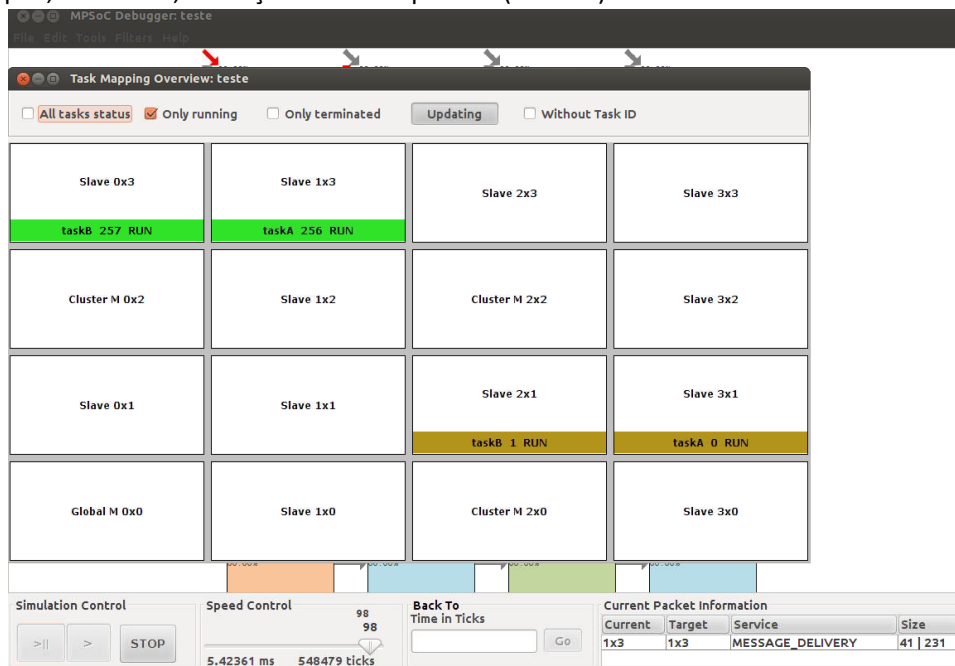 MPSoC Debugger: teste
File Edit Tools Filters Help
Task Mapping Overview: teste
All tasks status Only running Only terminated Updating Without Task ID
Slave 0x3 Slave 1x3 Slave 2x3 Slave 3x3
taskB 257 RUN taskA 256 RUN
Cluster M 0x2 Slave 1x2 Cluster M 2x2 Slave 3x2
Slave 0x1 Slave 1x1 Slave 2x1 Slave 3x1
taskB 1 RUN taskA 0 RUN
Global M 0x0 Slave 1x0 Cluster M 2x0 Slave 3x0
Simulation Control Speed Control Back To Current Packet Information
98 Time in Ticks Current Target Service Size
98
>|| > STOP Go 1x3 1x3 MESSAGE_DELIVERY 41 | 231
5.42361 ms 548479 ticks